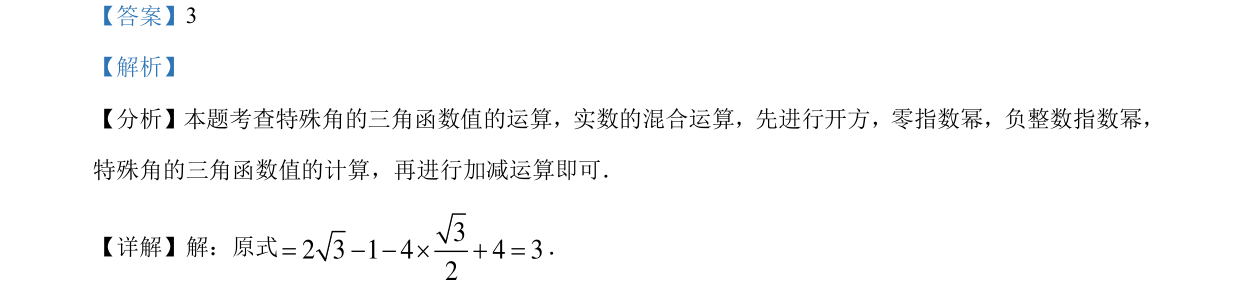 【答案】3
【解析】
【分析】本题考查特殊角的三角函数值的运算，实数的混合运算，先进行开方，零指数幂，负整数指数幂，
特殊角的三角函数值的计算，再进行加减运算即可．
【详解】解：原式＝2√3－1－4×√3/2＋4＝3．